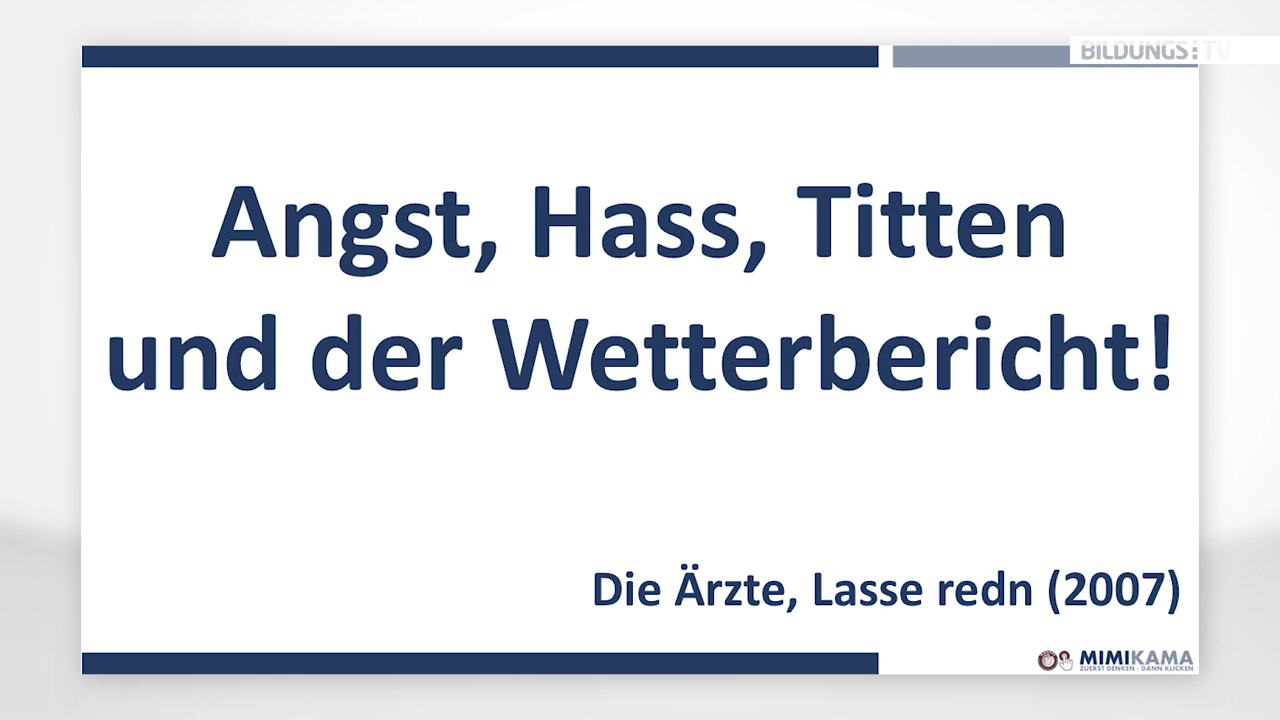 BILDUNGS:TV
Angst, Hass, Titten
und der Wetterbericht!
Die Ärzte, Lasse redn (2007)
MIMIKAMA
ZUERST DENKEN - DANN KLICKEN